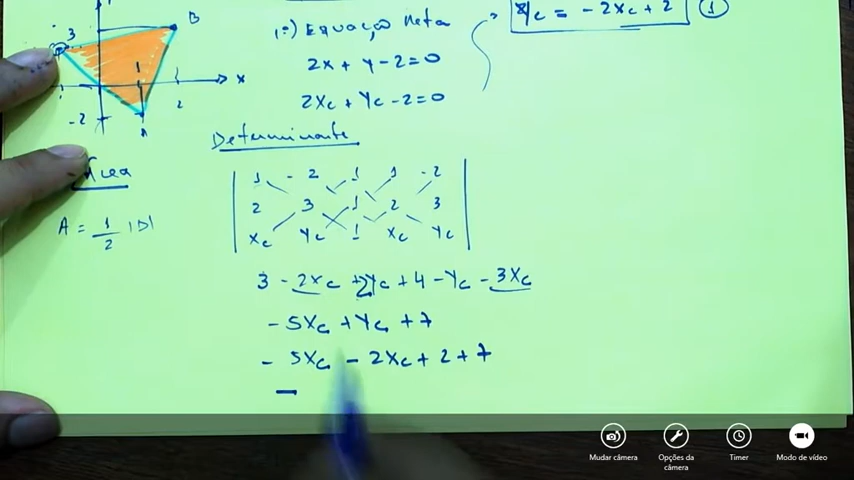 B
3
1
x
2
-2
A
1º) Equação Reta
2x + y - 2 = 0
2xc + yc - 2 = 0
yc = - 2xc + 2 1
Determinante
Área
A = 1/2 |D|
1 - 2 1 1 - 2
2 3 1 2 3
xc yc 1 xc yc
3 - 2xc + 2yc + 4 - yc - 3xc
- 5xc + yc + 7
- 5xc - 2xc + 2 + 7
-
Mudar câmera
Opções da câmera
Timer
Modo de vídeo